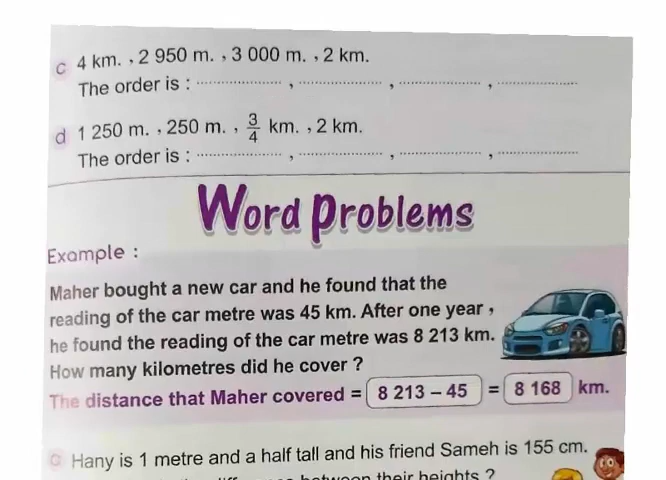 c 4 km. , 2 950 m. , 3 000 m. , 2 km.
The order is : .................. , .................. , .................. , ..................
d 1 250 m. , 250 m. , 3/4 km. , 2 km.
The order is : .................. , .................. , .................. , ..................
Word Problems
Example :
Maher bought a new car and he found that the
reading of the car metre was 45 km. After one year ,
he found the reading of the car metre was 8 213 km.
How many kilometres did he cover ?
The distance that Maher covered = 8 213 – 45 = 8 168 km.
Hany is 1 metre and a half tall and his friend Sameh is 155 cm.
between their heights ?